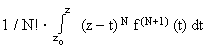 1 / N! · ∫_{z₀}^{z} (z – t)^N f^{(N+1)} (t) dt